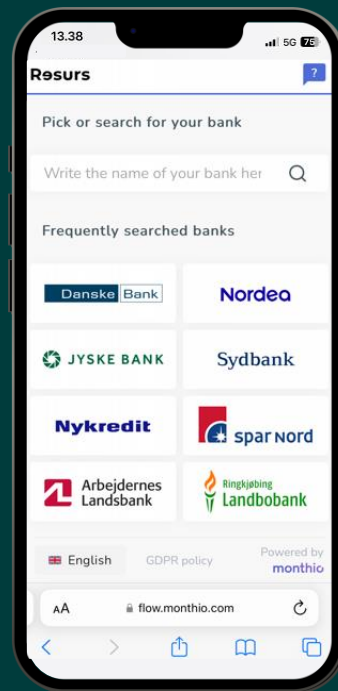 13.38
5G 75
Resurs
?
Pick or search for your bank
Write the name of your bank her
Frequently searched banks
Danske Bank
Nordea
JYSKE BANK
Sydbank
Nykredit
spar nord
Arbejdernes
Landsbank
Ringkjøbing
Landbobank
English
GDPR policy
Powered by
monthio
AA
flow.monthio.com